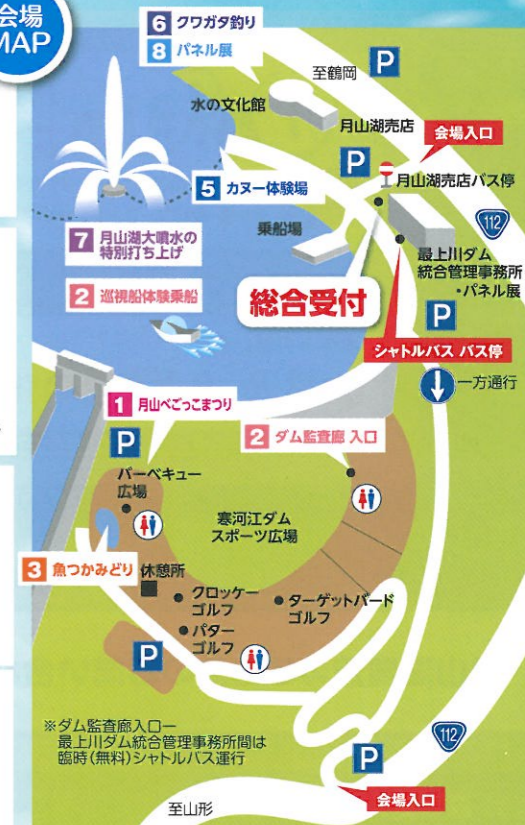 会場
MAP
6 クワガタ釣り
8 パネル展
至鶴岡
P
水の文化館
月山湖売店
会場入口
P
月山湖売店バス停
5 カヌー体験場
112
乗船場
7 月山湖大噴水の
特別打ち上げ
最上川ダム
統合管理事務所
・パネル展
2 巡視船体験乗船
総合受付
P
シャトルバス バス停
一方通行
1 月山べごっこまつり
P
2 ダム監査廊 入口
バーベキュー
広場
寒河江ダム
スポーツ広場
3 魚つかみどり
休憩所
クロッケー
ゴルフ
ターゲットバード
ゴルフ
パター
ゴルフ
P
※ダム監査廊入口ー
最上川ダム統合管理事務所間は
臨時(無料)シャトルバス運行
112
P
会場入口
至山形